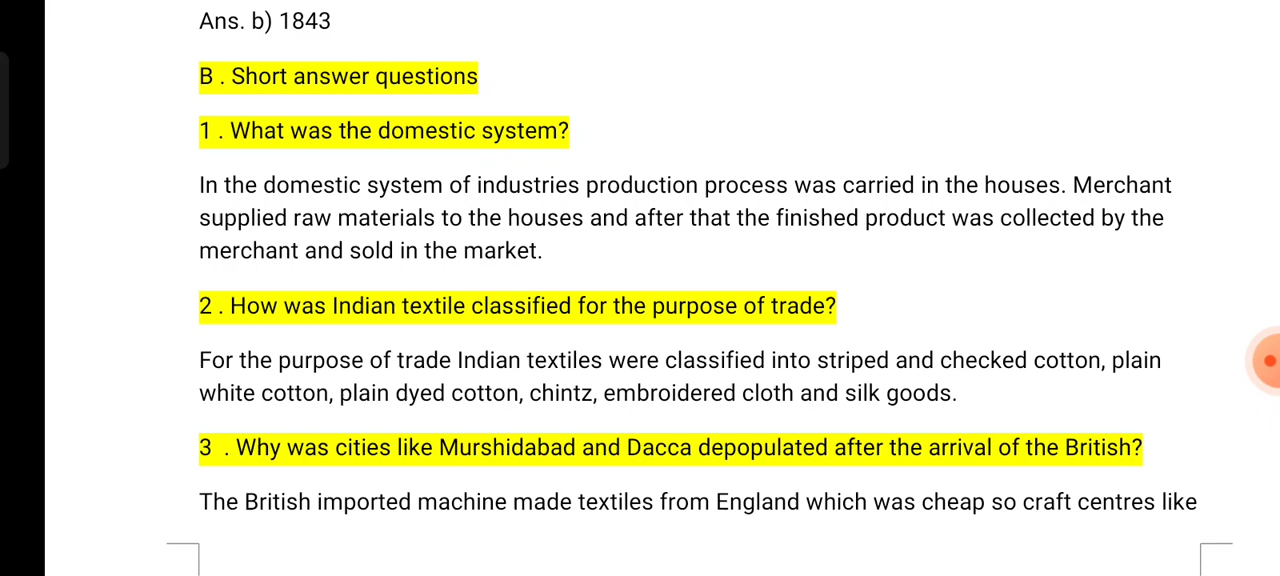 Ans. b) 1843
B . Short answer questions
1 . What was the domestic system?
In the domestic system of industries production process was carried in the houses. Merchant
supplied raw materials to the houses and after that the finished product was collected by the
merchant and sold in the market.
2 . How was Indian textile classified for the purpose of trade?
For the purpose of trade Indian textiles were classified into striped and checked cotton, plain
white cotton, plain dyed cotton, chintz, embroidered cloth and silk goods.
3 . Why was cities like Murshidabad and Dacca depopulated after the arrival of the British?
The British imported machine made textiles from England which was cheap so craft centres like